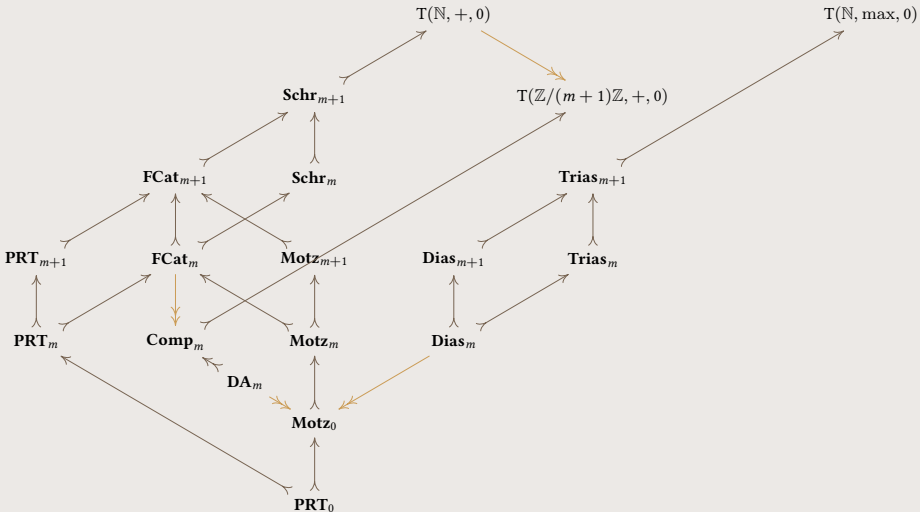 T(ℕ, +, 0) T(ℕ, max, 0)
Schr_{m+1} T(ℤ/(m + 1)ℤ, +, 0)
FCat_{m+1} Schr_m Trias_{m+1}
PRT_{m+1} FCat_m Motz_{m+1} Dias_{m+1} Trias_m
PRT_m Comp_m Motz_m Dias_m
DA_m
Motz_0
PRT_0